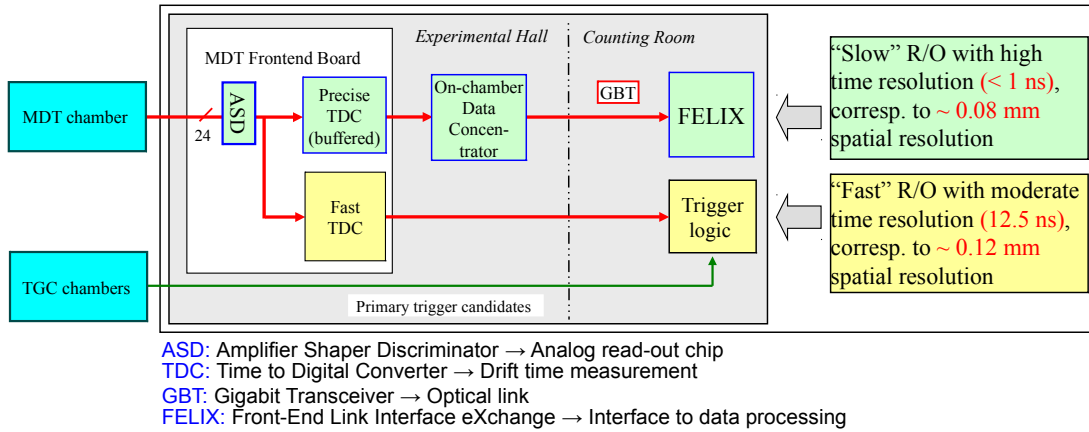 MDT chamber
TGC chambers
24
MDT Frontend Board
ASD
Precise
TDC
(buffered)
Fast
TDC
Experimental Hall
On-chamber
Data
Concen-
trator
Counting Room
GBT
FELIX
Trigger
logic
Primary trigger candidates
“Slow” R/O with high
time resolution (< 1 ns),
corresp. to ~ 0.08 mm
spatial resolution
“Fast” R/O with moderate
time resolution (12.5 ns),
corresp. to ~ 0.12 mm
spatial resolution
ASD: Amplifier Shaper Discriminator → Analog read-out chip
TDC: Time to Digital Converter → Drift time measurement
GBT: Gigabit Transceiver → Optical link
FELIX: Front-End Link Interface eXchange → Interface to data processing